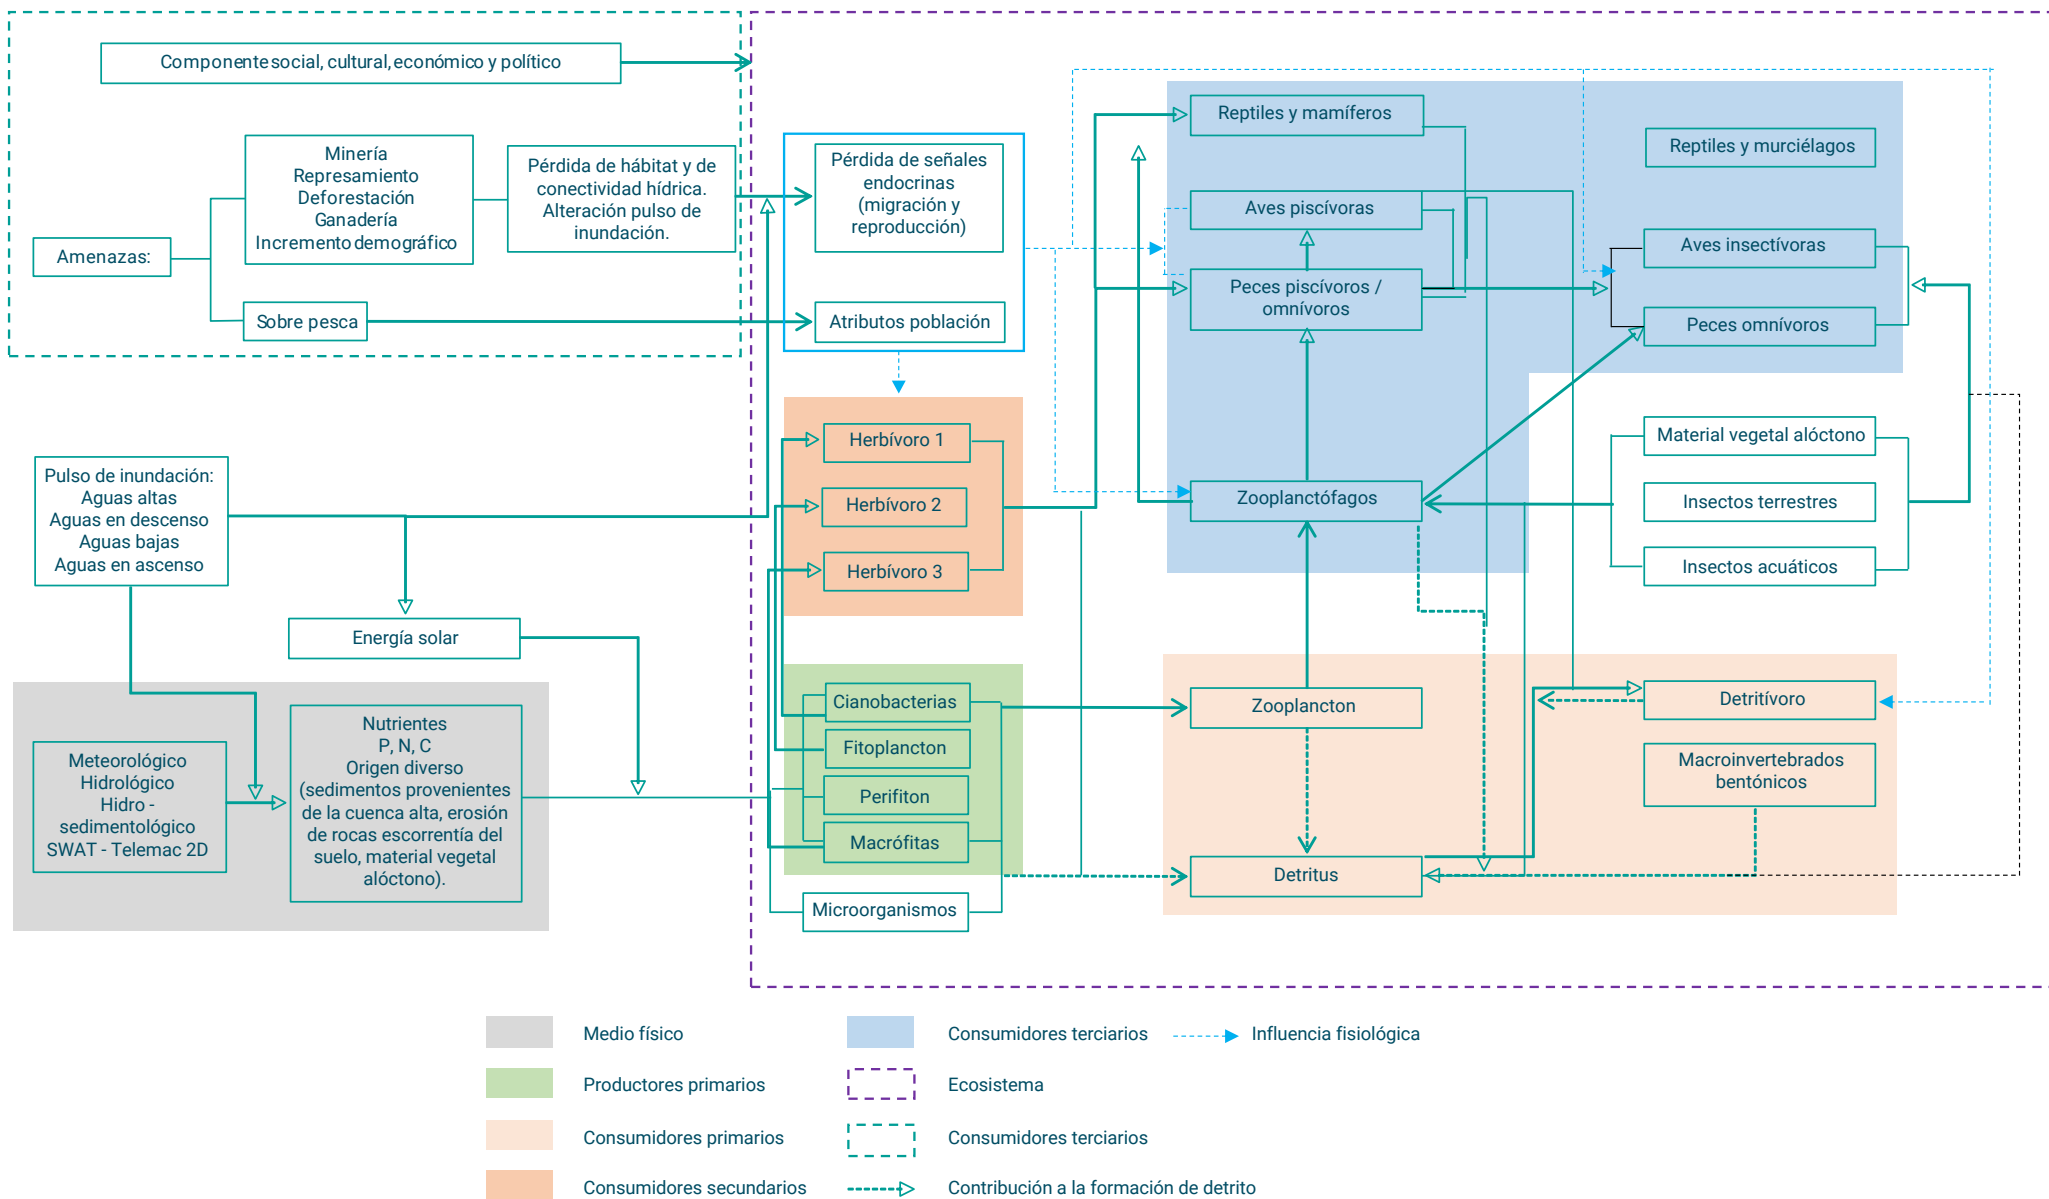 Componente social, cultural, económico y político
Amenazas:
Minería
Represamiento
Deforestación
Ganadería
Incremento demográfico
Sobre pesca
Pérdida de hábitat y de
conectividad hídrica.
Alteración pulso de
inundación.
Pérdida de señales
endocrinas
(migración y
reproducción)
Atributos población
Reptiles y mamíferos
Aves piscívoras
Peces piscívoros /
omnívoros
Zooplanctófagos
Reptiles y murciélagos
Aves insectívoras
Peces omnívoros
Material vegetal alóctono
Insectos terrestres
Insectos acuáticos
Herbívoro 1
Herbívoro 2
Herbívoro 3
Pulso de inundación:
Aguas altas
Aguas en descenso
Aguas bajas
Aguas en ascenso
Energía solar
Meteorológico
Hidrológico
Hidro -
sedimentológico
SWAT - Telemac 2D
Nutrientes
P, N, C
Origen diverso
(sedimentos provenientes
de la cuenca alta, erosión
de rocas escorrentía del
suelo, material vegetal
alóctono).
Cianobacterias
Fitoplancton
Perifiton
Macrófitas
Microorganismos
Zooplancton
Detritus
Detritívoro
Macroinvertebrados
bentónicos
Medio físico
Productores primarios
Consumidores primarios
Consumidores secundarios
Consumidores terciarios
Ecosistema
Consumidores terciarios
Contribución a la formación de detrito
Influencia fisiológica